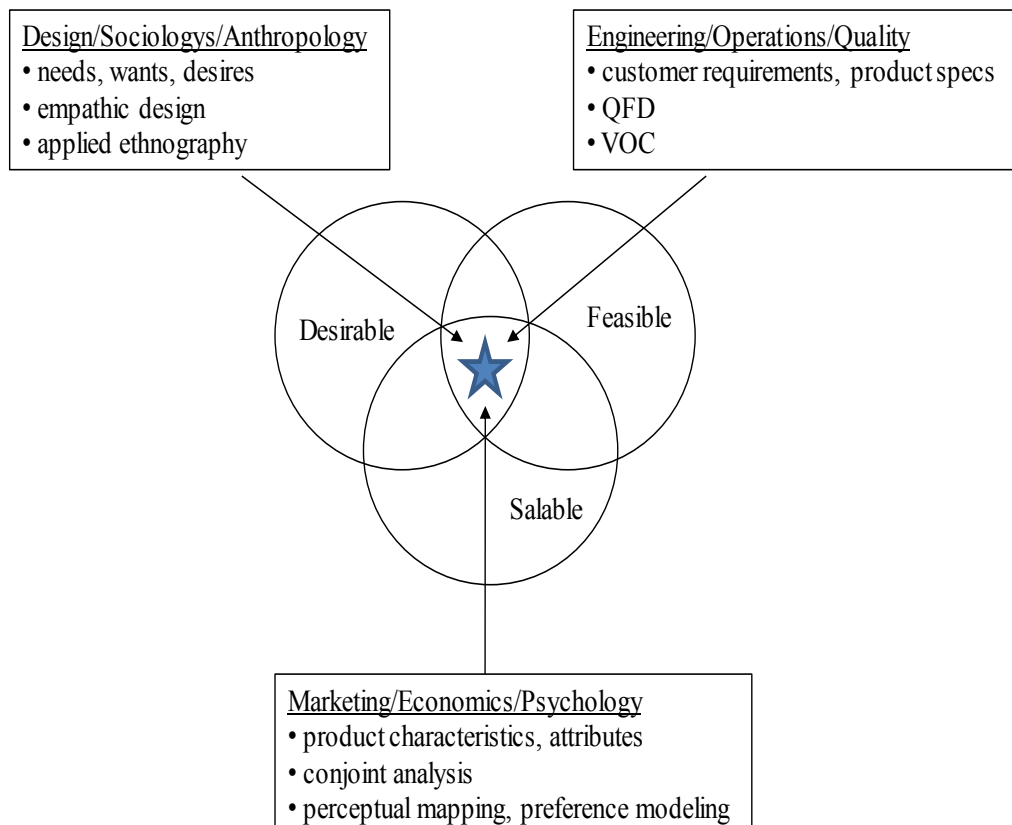 Design/Sociologys/Anthropology
• needs, wants, desires
• empathic design
• applied ethnography
Engineering/Operations/Quality
• customer requirements, product specs
• QFD
• VOC
Desirable
Feasible
Salable
Marketing/Economics/Psychology
• product characteristics, attributes
• conjoint analysis
• perceptual mapping, preference modeling